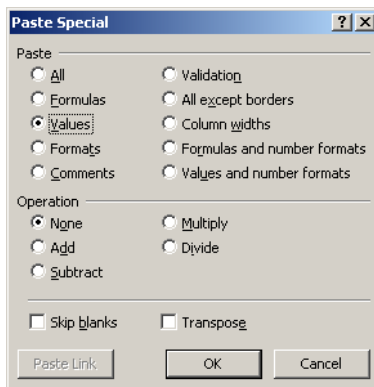 Paste Special
Paste
All
Validation
Formulas
All except borders
Values
Column widths
Formats
Formulas and number formats
Comments
Values and number formats
Operation
None
Multiply
Add
Divide
Subtract
Skip blanks
Transpose
Paste Link
OK
Cancel